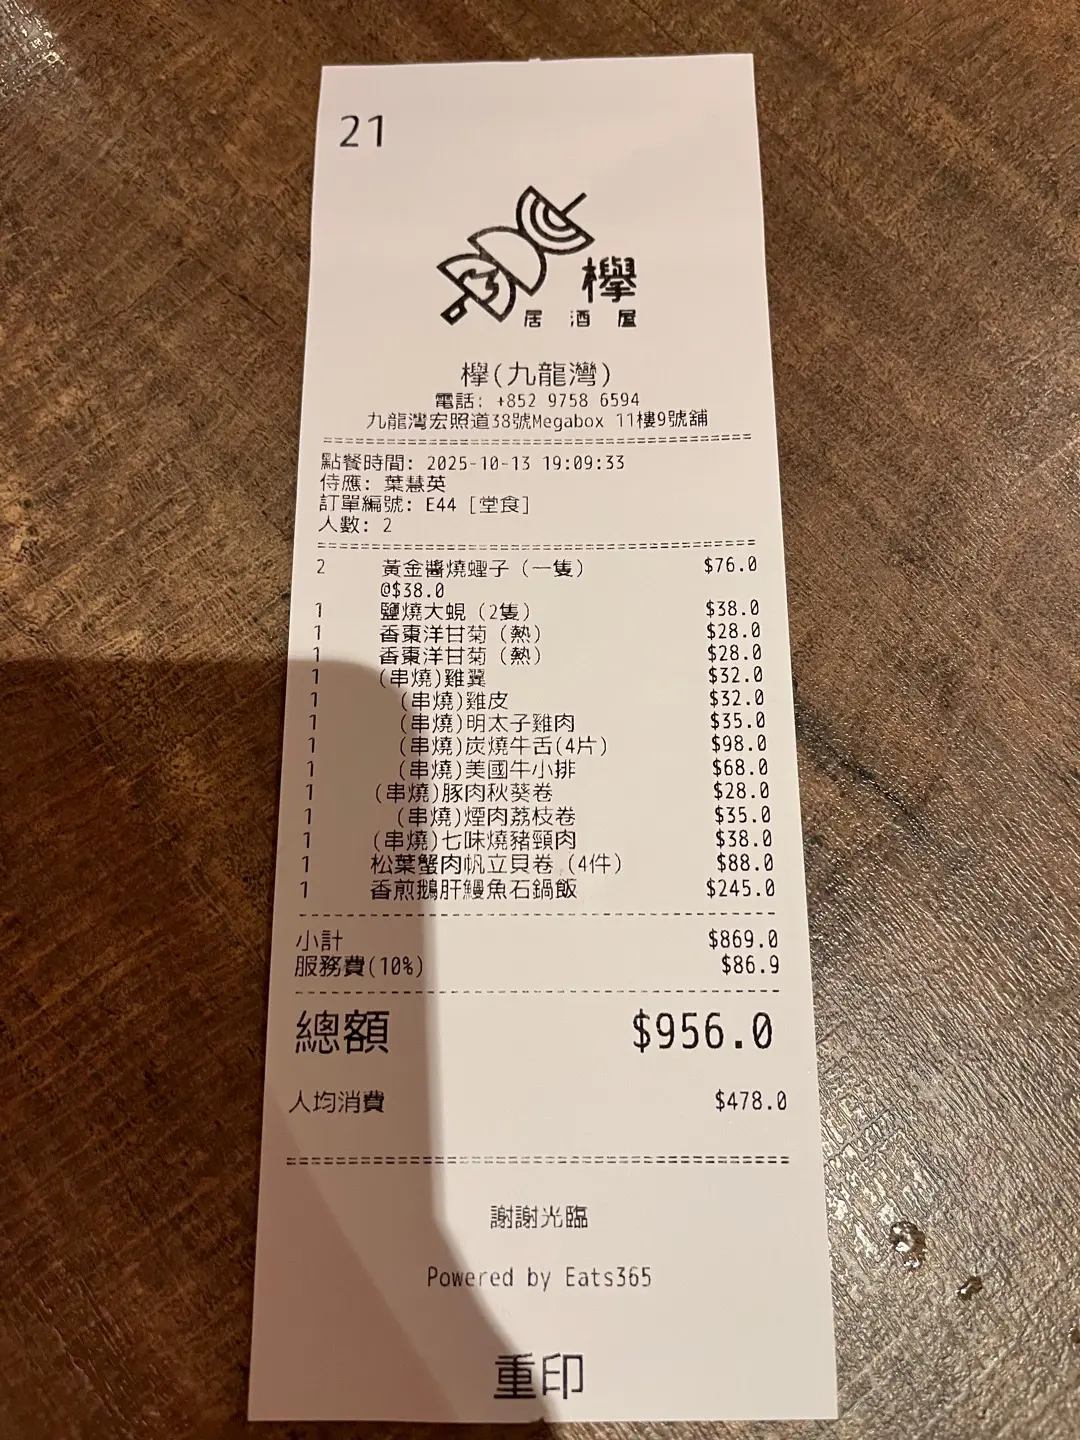 21
櫸
居酒屋
櫸(九龍灣)
電話: +852 9758 6594
九龍灣宏照道38號Megabox 11樓9號舖
點餐時間: 2025-10-13 19:09:33
侍應: 葉慧英
訂單編號: E44 [堂食]
人數: 2
2 黃金醬燒蟶子 (一隻) $76.0
@$38.0
1 鹽燒大蜆 (2隻) $38.0
1 香棗洋甘菊 (熱) $28.0
1 香棗洋甘菊 (熱) $28.0
1 (串燒)雞翼 $32.0
1 (串燒)雞皮 $32.0
1 (串燒)明太子雞肉 $35.0
1 (串燒)炭燒牛舌(4片) $98.0
1 (串燒)美國牛小排 $68.0
1 (串燒)豚肉秋葵卷 $28.0
1 (串燒)煙肉荔枝卷 $35.0
1 (串燒)七味燒豬頸肉 $38.0
1 松葉蟹肉帆立貝卷 (4件) $88.0
1 香煎鵝肝鰻魚石鍋飯 $245.0
小計 $869.0
服務費(10%) $86.9
總額 $956.0
人均消費 $478.0
謝謝光臨
Powered by Eats365
重印